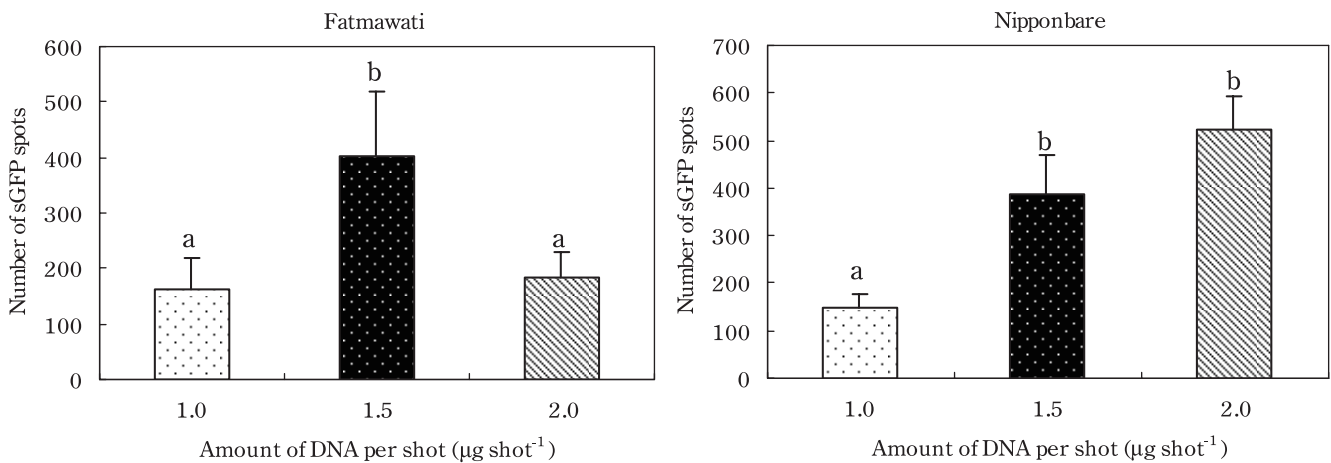 Fatmawati
600
500
400
300
200
100
0
Number of sGFP spots
a
b
a
1.0
1.5
2.0
Amount of DNA per shot (µg shot⁻¹)
Nipponbare
700
600
500
400
300
200
100
0
Number of sGFP spots
a
b
b
1.0
1.5
2.0
Amount of DNA per shot (µg shot⁻¹)